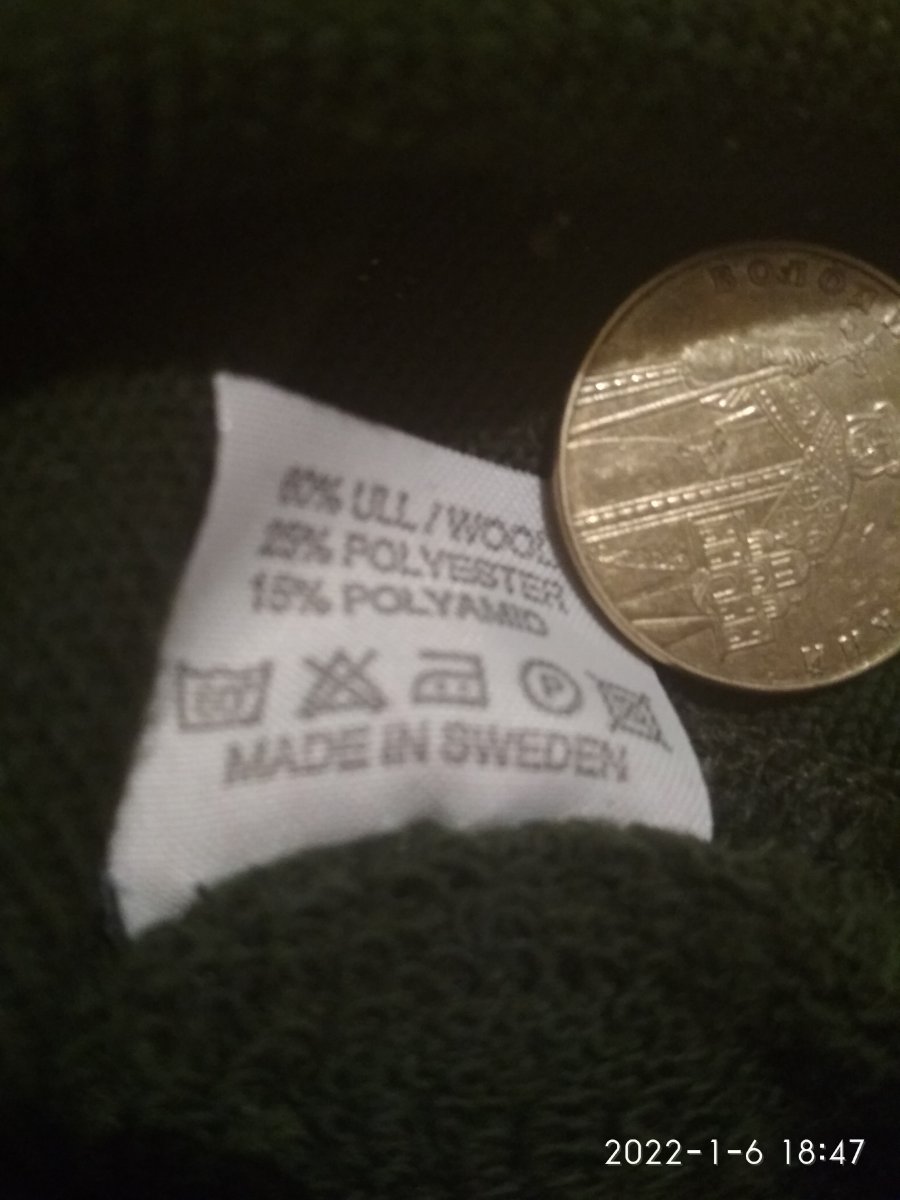 60% ULL / WOOL
25% POLYESTER
15% POLYAMID
P
MADE IN SWEDEN
2022-1-6 18:47